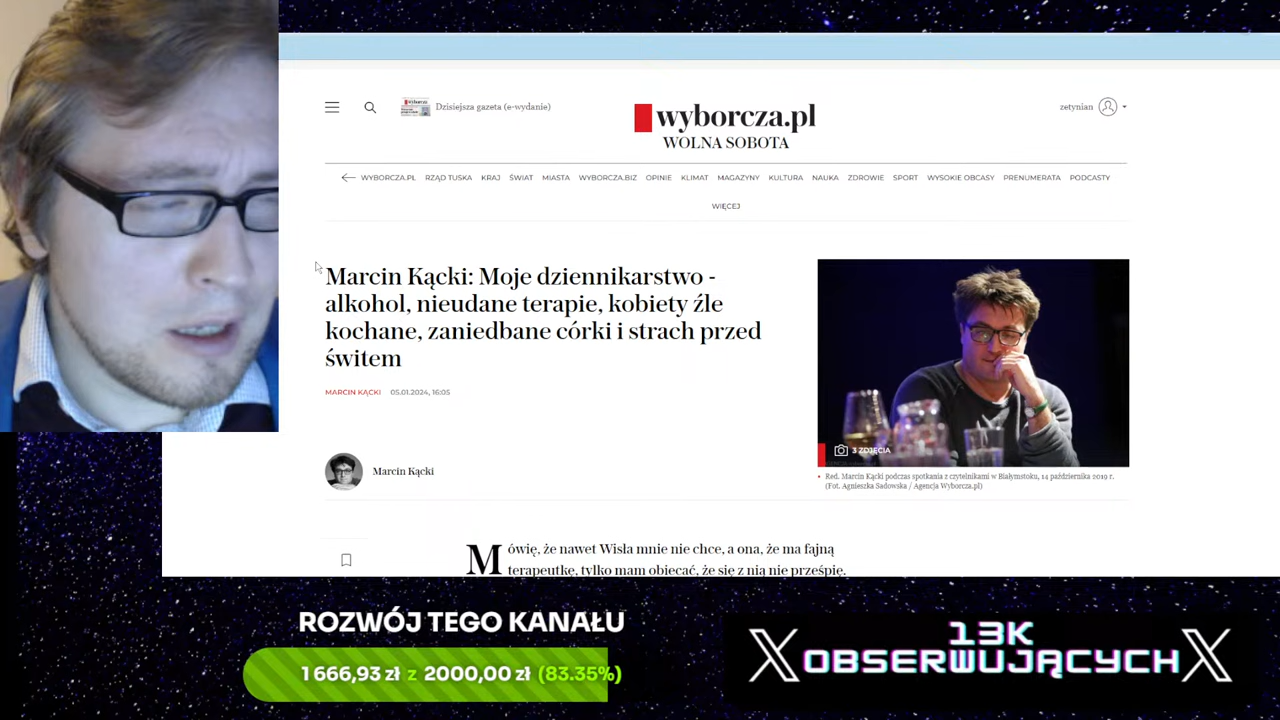 Dzisiejsza gazeta (e-wydanie)
wyborcza.pl
WOLNA SOBOTA
zetynian
WYBORCZA.PL RZĄD TUSKA KRAJ ŚWIAT MIASTA WYBORCZA.BIZ OPINIE KLIMAT MAGAZYNY KULTURA NAUKA ZDROWIE SPORT WYSOKIE OBCASY PRENUMERATA PODCASTY
WIĘCEJ
Marcin Kącki: Moje dziennikarstwo -
alkohol, nieudane terapie, kobiety źle
kochane, zaniedbane córki i strach przed
świtem
MARCIN KĄCKI 05.01.2024, 16:05
3 ZDJĘCIA
Red. Marcin Kącki podczas spotkania z czytelnikami w Białymstoku, 14 października 2019 r.
(Fot. Agnieszka Sadowska / Agencja Wyborcza.pl)
Marcin Kącki
Mówię, że nawet Wisła mnie nie chce, a ona, że ma fajną
terapeutkę, tylko mam obiecać, że się z nią nie prześpię.
ROZWÓJ TEGO KANAŁU
1 666,93 zł z 2000,00 zł (83.35%)
13K
OBSERWUJĄCYCH